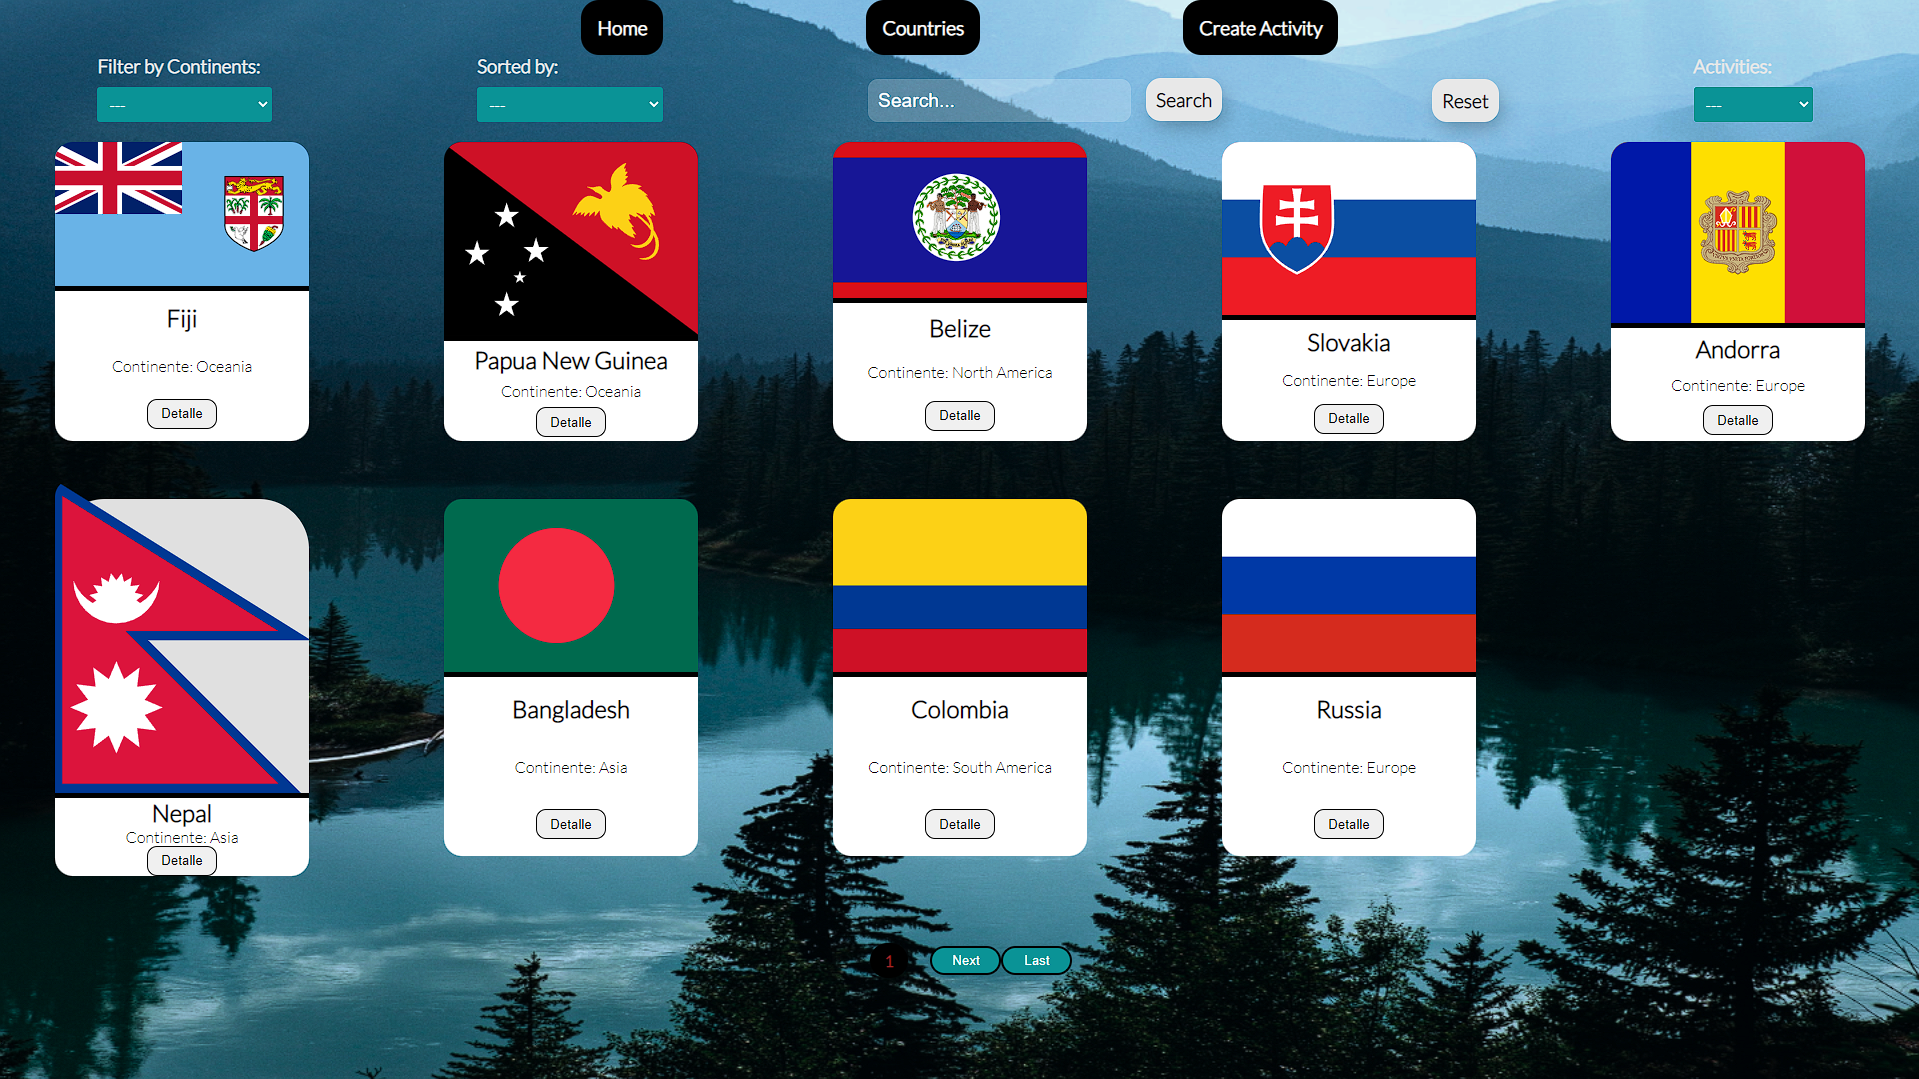 Home
Countries
Create Activity
Filter by Continents:
Sorted by:
Activities:
---
---
Search...
Search
Reset
---
Fiji
Continente: Oceania
Detalle
Papua New Guinea
Continente: Oceania
Detalle
Belize
Continente: North America
Detalle
Slovakia
Continente: Europe
Detalle
Andorra
Continente: Europe
Detalle
Nepal
Continente: Asia
Detalle
Bangladesh
Continente: Asia
Detalle
Colombia
Continente: South America
Detalle
Russia
Continente: Europe
Detalle
1
Next
Last